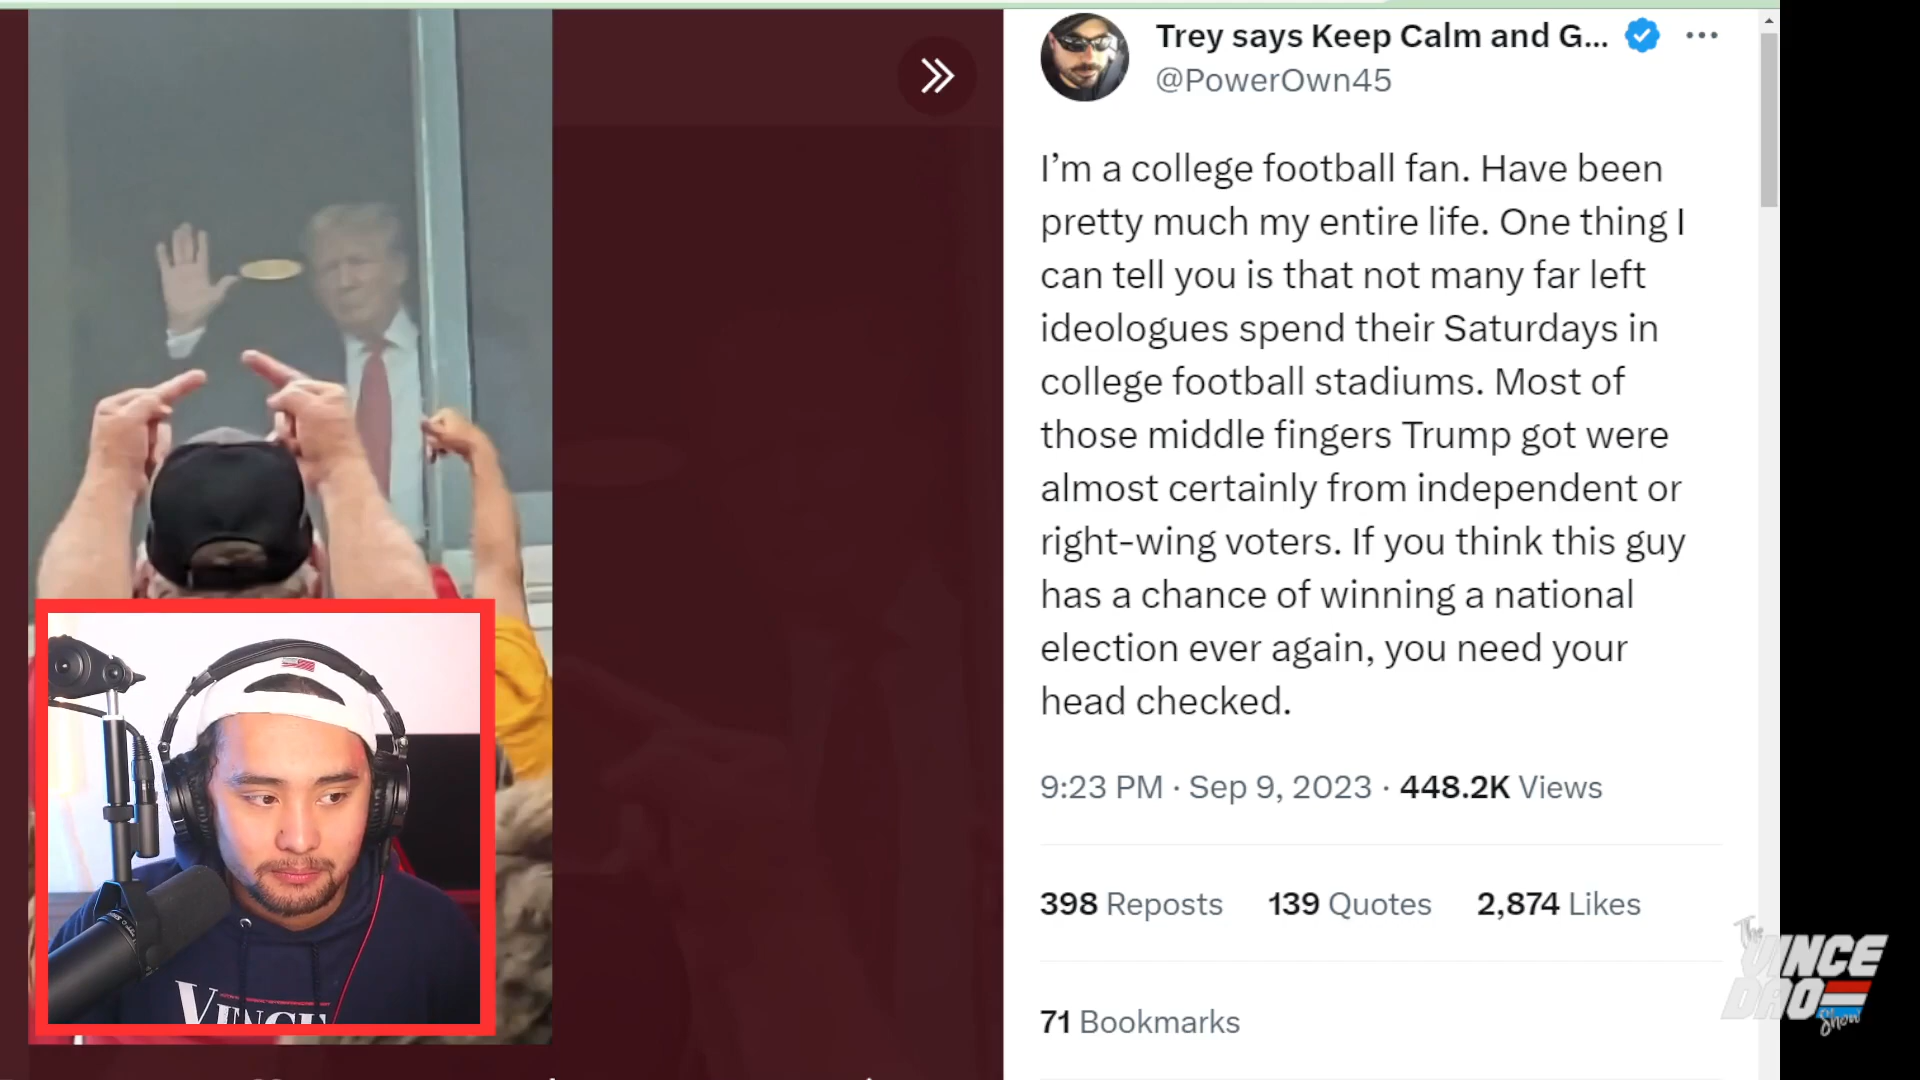 Trey says Keep Calm and G...
@PowerOwn45
I’m a college football fan. Have been
pretty much my entire life. One thing I
can tell you is that not many far left
ideologues spend their Saturdays in
college football stadiums. Most of
those middle fingers Trump got were
almost certainly from independent or
right-wing voters. If you think this guy
has a chance of winning a national
election ever again, you need your
head checked.
9:23 PM · Sep 9, 2023 · 448.2K Views
398 Reposts 139 Quotes 2,874 Likes
71 Bookmarks
The
VINCE
DAO
Show